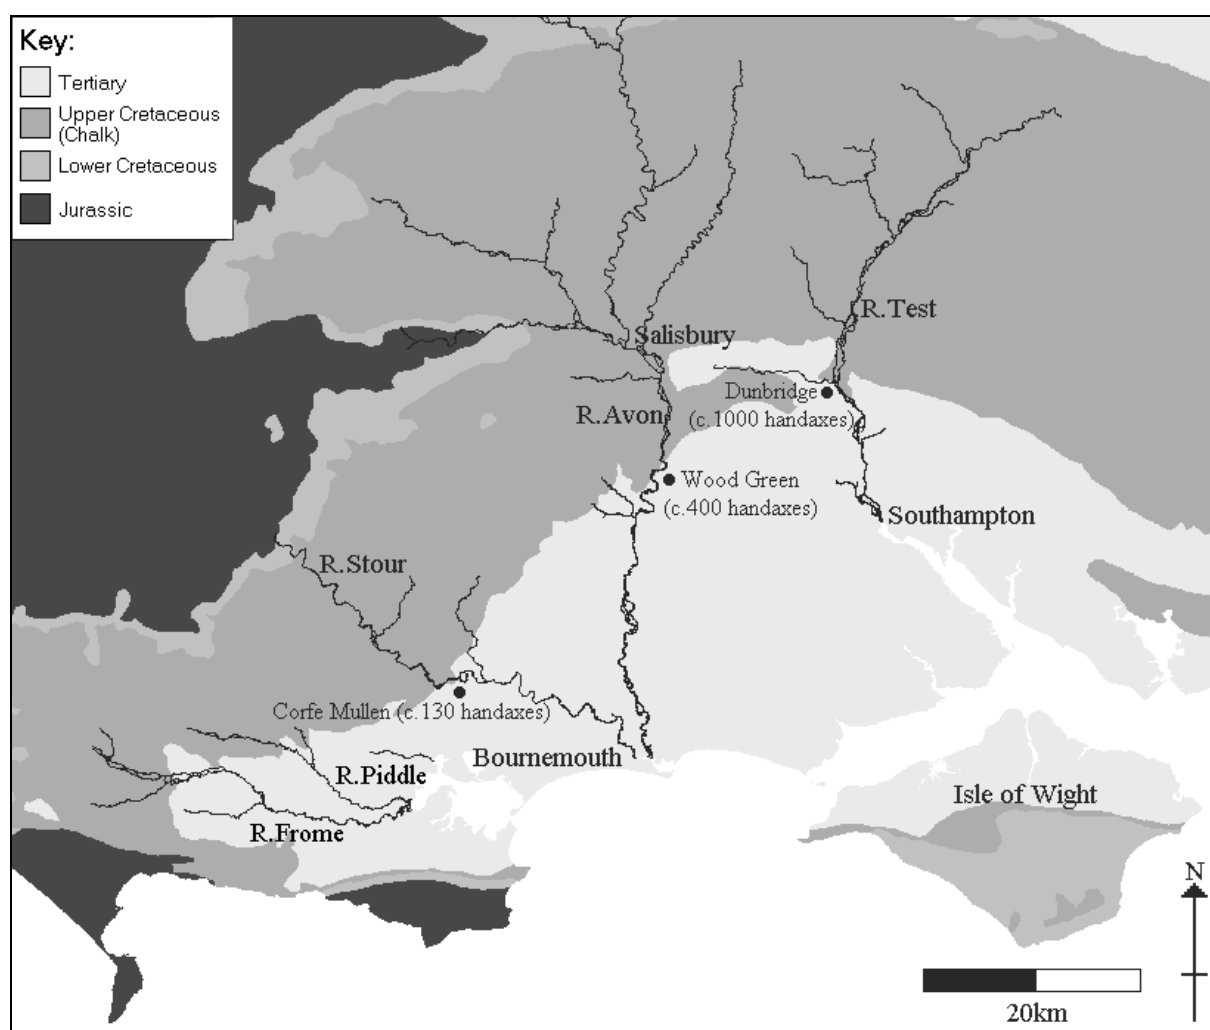 Key:
Tertiary
Upper Cretaceous
(Chalk)
Lower Cretaceous
Jurassic
R.Test
Salisbury
Dunbridge
(c.1000 handaxes)
R.Avon
Wood Green
(c.400 handaxes)
Southampton
R.Stour
Corfe Mullen (c.130 handaxes)
Bournemouth
R.Piddle
Isle of Wight
R.Frome
N
20km